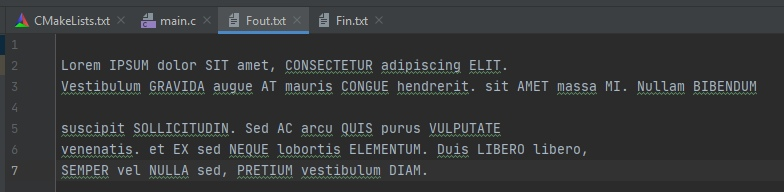 CMakeLists.txt main.c Fout.txt Fin.txt
1
2 Lorem IPSUM dolor SIT amet, CONSECTETUR adipiscing ELIT.
3 Vestibulum GRAVIDA augue AT mauris CONGUE hendrerit. sit AMET massa MI. Nullam BIBENDUM
4
5 suscipit SOLLICITUDIN. Sed AC arcu QUIS purus VULPUTATE
6 venenatis. et EX sed NEQUE lobortis ELEMENTUM. Duis LIBERO libero,
7 SEMPER vel NULLA sed, PRETIUM vestibulum DIAM.